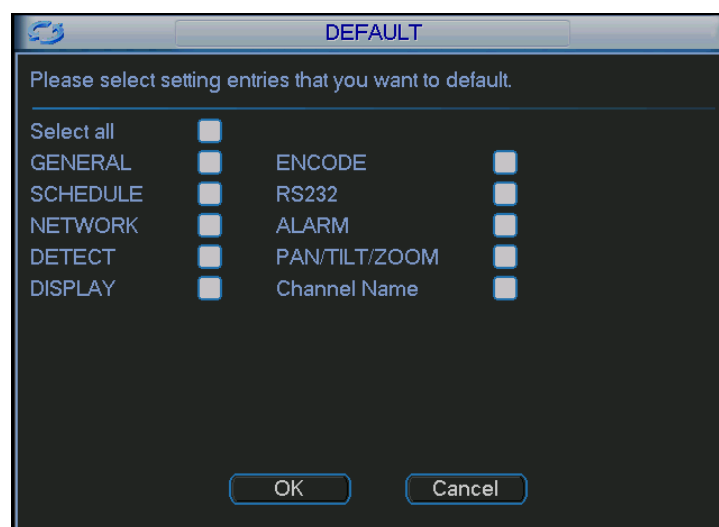 DEFAULT
Please select setting entries that you want to default.
Select all
GENERAL ENCODE
SCHEDULE RS232
NETWORK ALARM
DETECT PAN/TILT/ZOOM
DISPLAY Channel Name
OK Cancel